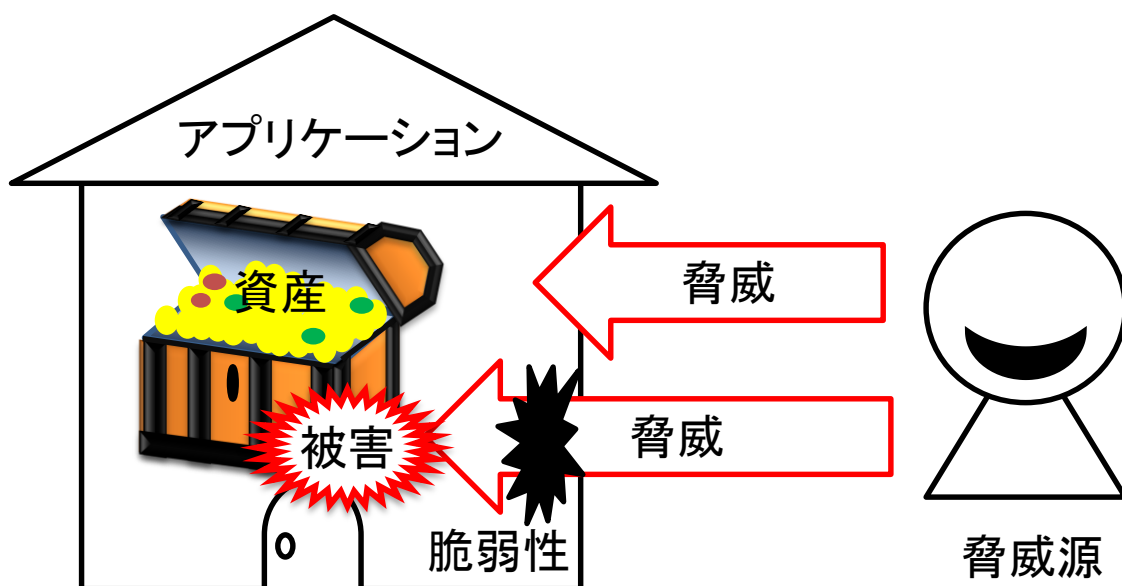 アプリケーション
資産
脅威
脅威
被害
脆弱性
脅威源